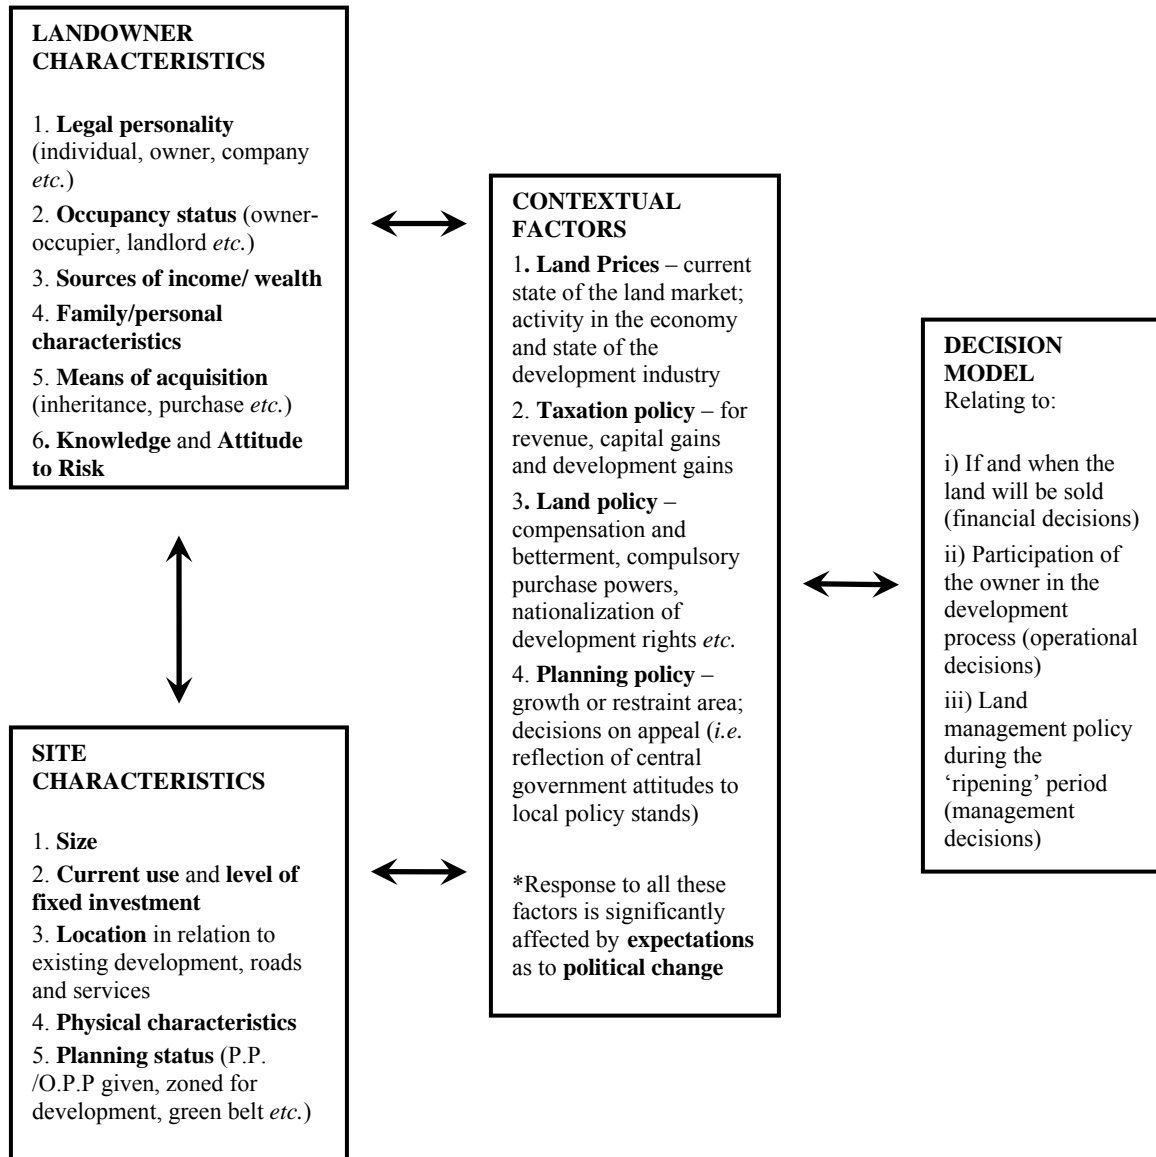 LANDOWNER
CHARACTERISTICS
1. Legal personality
(individual, owner, company
etc.)
2. Occupancy status (owner-
occupier, landlord etc.)
3. Sources of income/ wealth
4. Family/personal
characteristics
5. Means of acquisition
(inheritance, purchase etc.)
6. Knowledge and Attitude
to Risk
SITE
CHARACTERISTICS
1. Size
2. Current use and level of
fixed investment
3. Location in relation to
existing development, roads
and services
4. Physical characteristics
5. Planning status (P.P.
/O.P.P given, zoned for
development, green belt etc.)
CONTEXTUAL
FACTORS
1. Land Prices – current
state of the land market;
activity in the economy
and state of the
development industry
2. Taxation policy – for
revenue, capital gains
and development gains
3. Land policy –
compensation and
betterment, compulsory
purchase powers,
nationalization of
development rights etc.
4. Planning policy –
growth or restraint area;
decisions on appeal (i.e.
reflection of central
government attitudes to
local policy stands)
*Response to all these
factors is significantly
affected by expectations
as to political change
DECISION
MODEL
Relating to:
i) If and when the
land will be sold
(financial decisions)
ii) Participation of
the owner in the
development
process (operational
decisions)
iii) Land
management policy
during the
‘ripening’ period
(management
decisions)